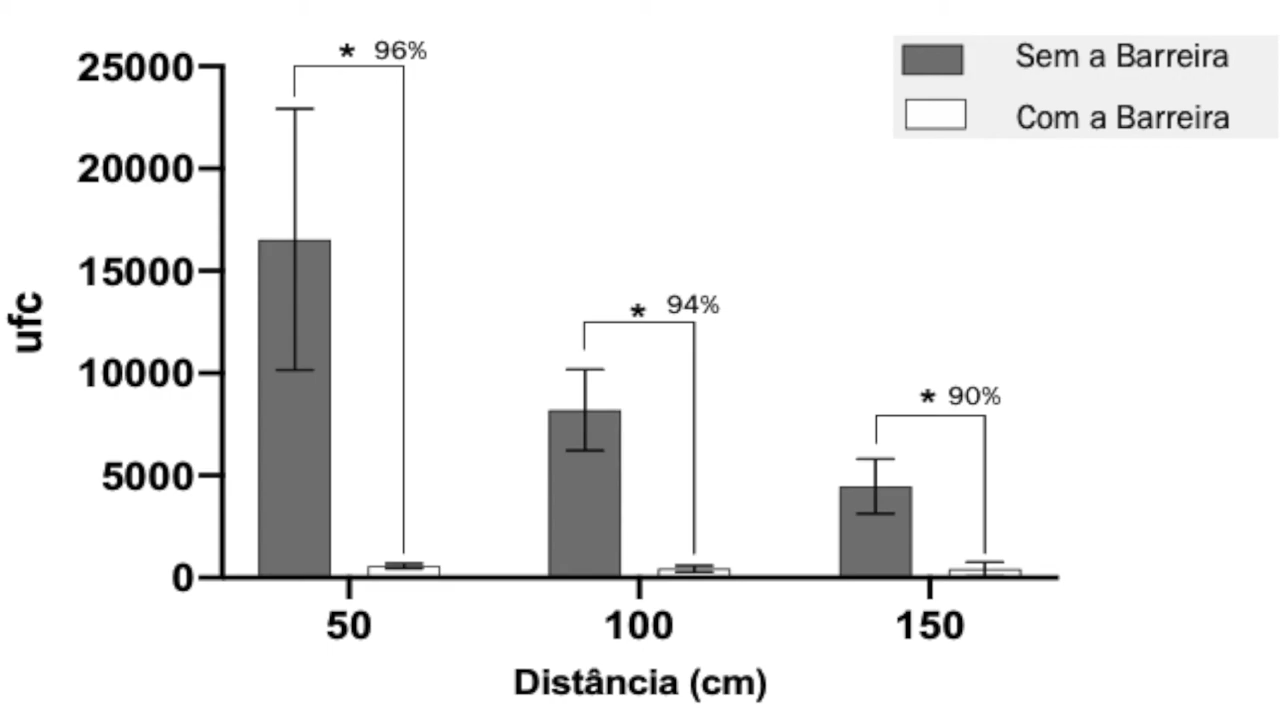 * 96%
25000
Sem a Barreira
Com a Barreira
20000
15000
* 94%
ufc
10000
* 90%
5000
0
50 100 150
Distância (cm)